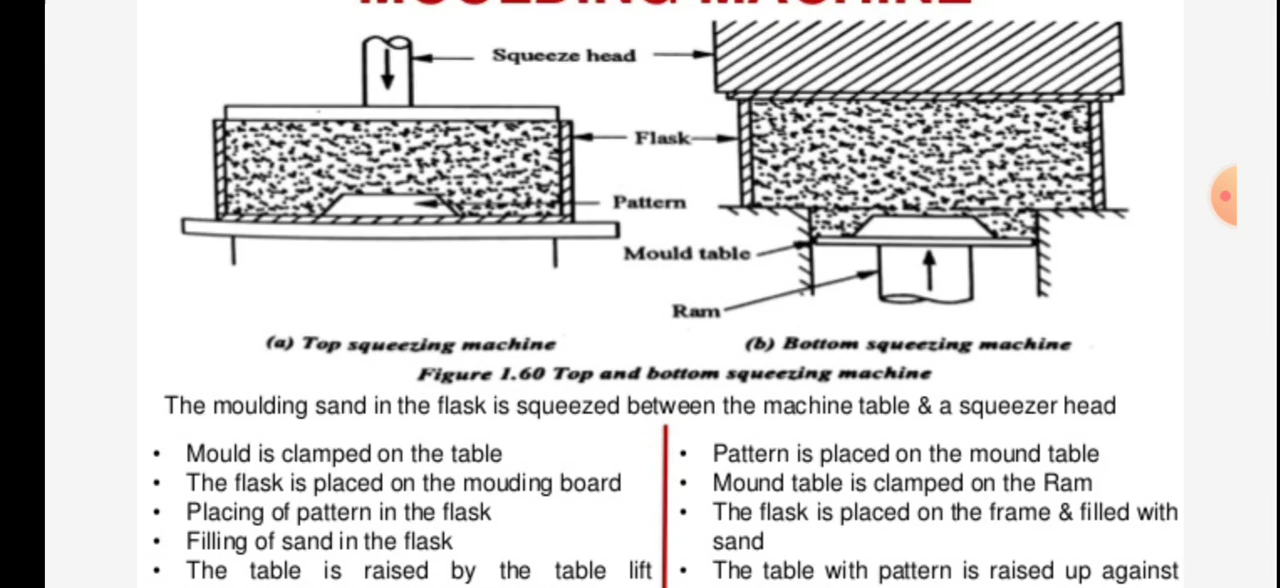 MOULDING MACHINE
Squeeze head
Flask
Pattern
Mould table
Ram
(a) Top squeezing machine
(b) Bottom squeezing machine
Figure 1.60 Top and bottom squeezing machine
The moulding sand in the flask is squeezed between the machine table & a squeezer head
• Mould is clamped on the table
• The flask is placed on the mouding board
• Placing of pattern in the flask
• Filling of sand in the flask
• The table is raised by the table lift
• Pattern is placed on the mound table
• Mound table is clamped on the Ram
• The flask is placed on the frame & filled with
sand
• The table with pattern is raised up against